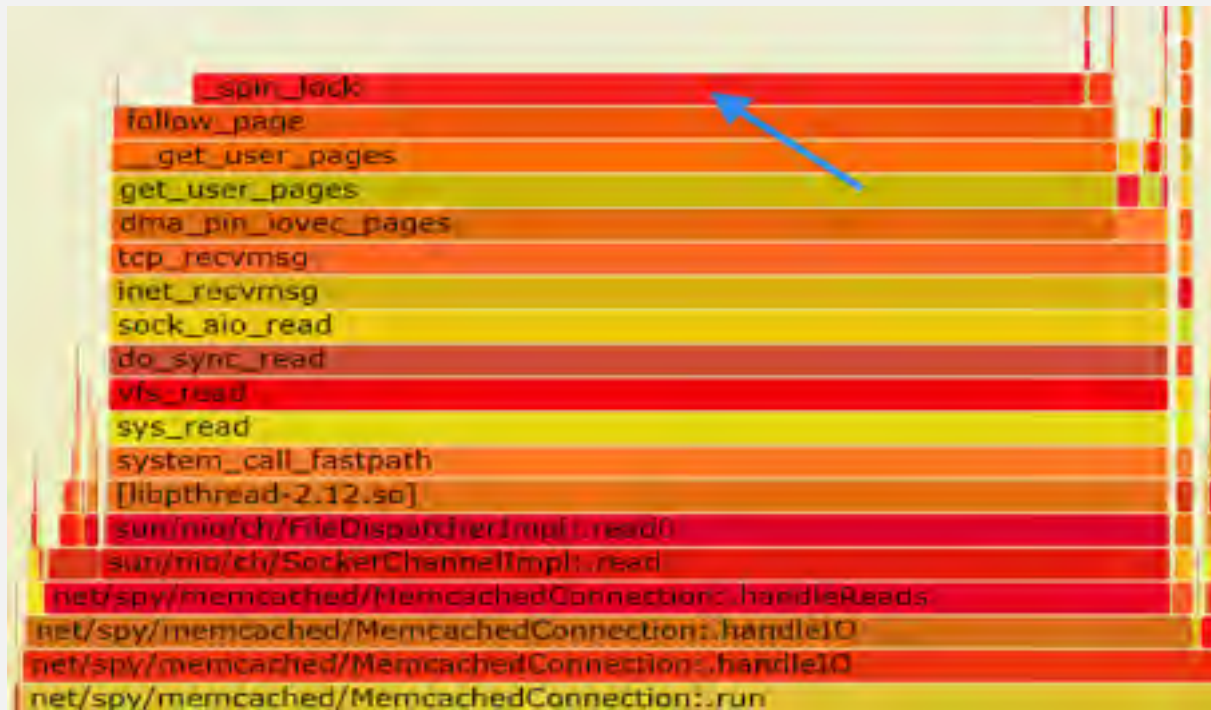 _spin_lock
follow_page
__get_user_pages
get_user_pages
dma_pin_iovec_pages
tcp_recvmsg
inet_recvmsg
sock_aio_read
do_sync_read
vfs_read
sys_read
system_call_fastpath
[libpthread-2.12.so]
sun/nio/ch/FileDispatcherImpl:.read0
sun/nio/ch/SocketChannelImpl:.read
net/spy/memcached/MemcachedConnection:.handleReads
net/spy/memcached/MemcachedConnection:.handleIO
net/spy/memcached/MemcachedConnection:.handleIO
net/spy/memcached/MemcachedConnection:.run